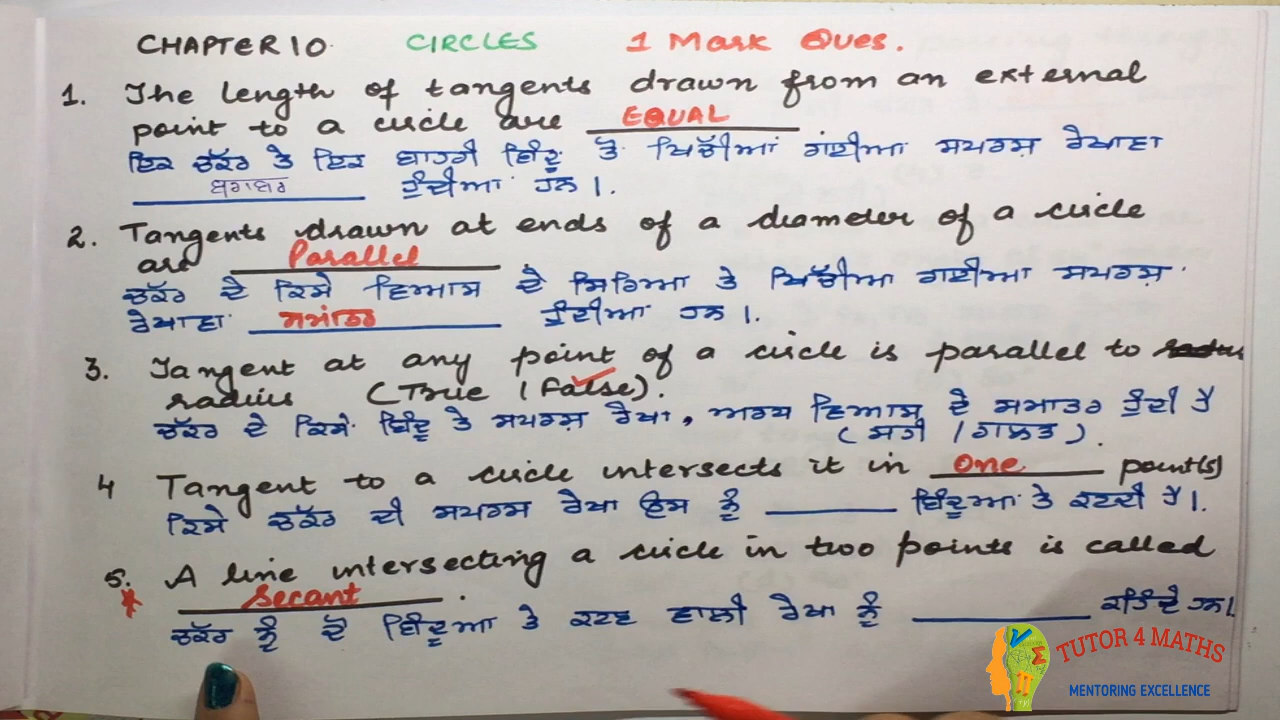 CHAPTER 10 CIRCLES 1 Mark Ques.
1. The length of tangents drawn from an external
point to a circle are EQUAL
ਇਕ ਚੱਕਰ ਤੇ ਇਕ ਬਾਹਰੀ ਬਿੰਦੂ ਤੋਂ ਖਿਚੀਆਂ ਗਈਆ ਸਪਰਸ਼ ਰੇਖਾਵਾ
ਬਰਾਬਰ ਹੁੰਦੀਆ ਹਨ।
2. Tangents drawn at ends of a diameter of a circle
are Parallel
ਚੱਕਰ ਦੇ ਕਿਸੇ ਵਿਆਸ ਦੇ ਸਿਰਿਆ ਤੇ ਖਿੱਚੀਆ ਗਈਆ ਸਪਰਸ਼
ਰੇਖਾਵਾ ਸਮਾਂਤਰ ਹੁੰਦੀਆਂ ਹਨ।
3. Tangent at any point of a circle is parallel to
radius (True / False).
ਚੱਕਰ ਦੇ ਕਿਸੇ ਬਿੰਦੂ ਤੇ ਸਪਰਸ਼ ਰੇਖਾ, ਅਰਧ ਵਿਆਸ ਦੇ ਸਮਾਤਰ ਹੁੰਦੀ ਹੈ
(ਸਹੀ / ਗਲਤ).
4 Tangent to a circle intersects it in One point(s)
ਕਿਸੇ ਚੱਕਰ ਦੀ ਸਪਰਸ ਰੇਖਾ ਉਸ ਨੂੰ ਬਿੰਦੂਆਂ ਤੇ ਕਟਦੀ ਹੈ।
5. A line intersecting a circle in two points is called
Secant.
ਚੱਕਰ ਨੂੰ ਦੋ ਬਿੰਦੂਆ ਤੇ ਕਟਣ ਵਾਲੀ ਰੇਖਾ ਨੂੰ ਕਹਿੰਦੇ ਹਨ।
TUTOR 4 MATHS
MENTORING EXCELLENCE